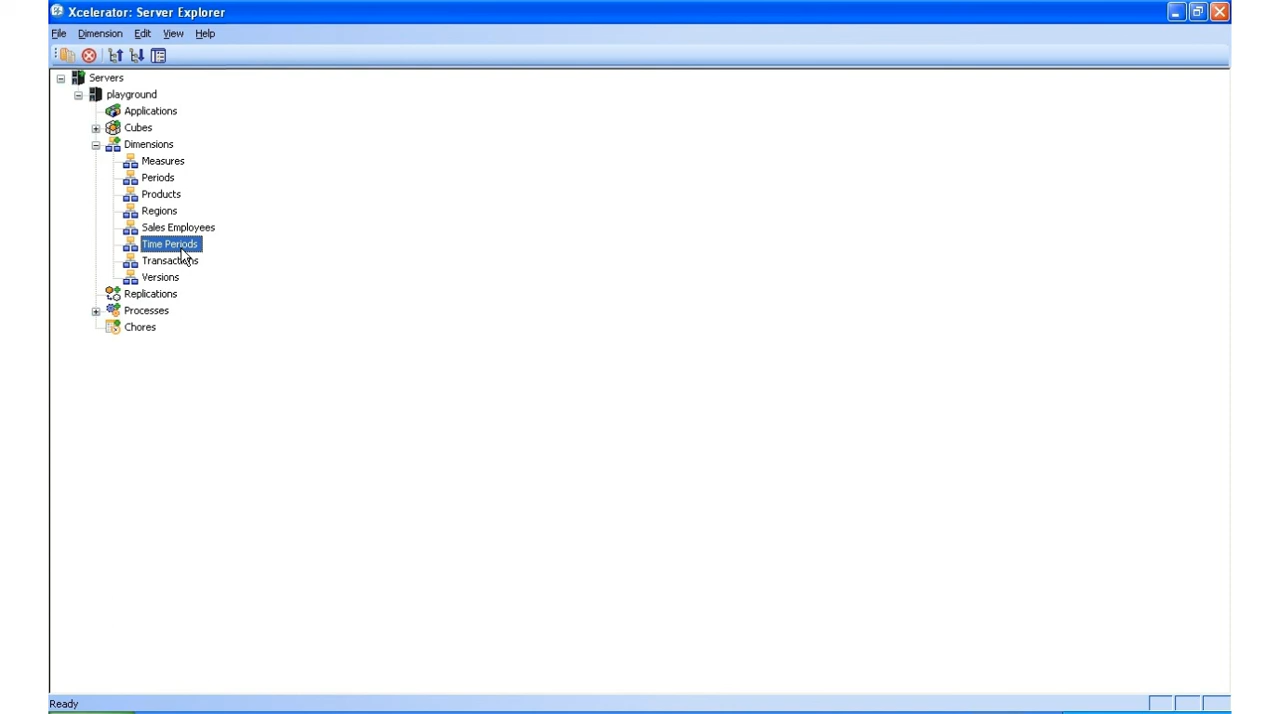 Xcelerator: Server Explorer
File Dimension Edit View Help
Servers
playground
Applications
Cubes
Dimensions
Measures
Periods
Products
Regions
Sales Employees
Time Periods
Transactions
Versions
Replications
Processes
Chores
Ready